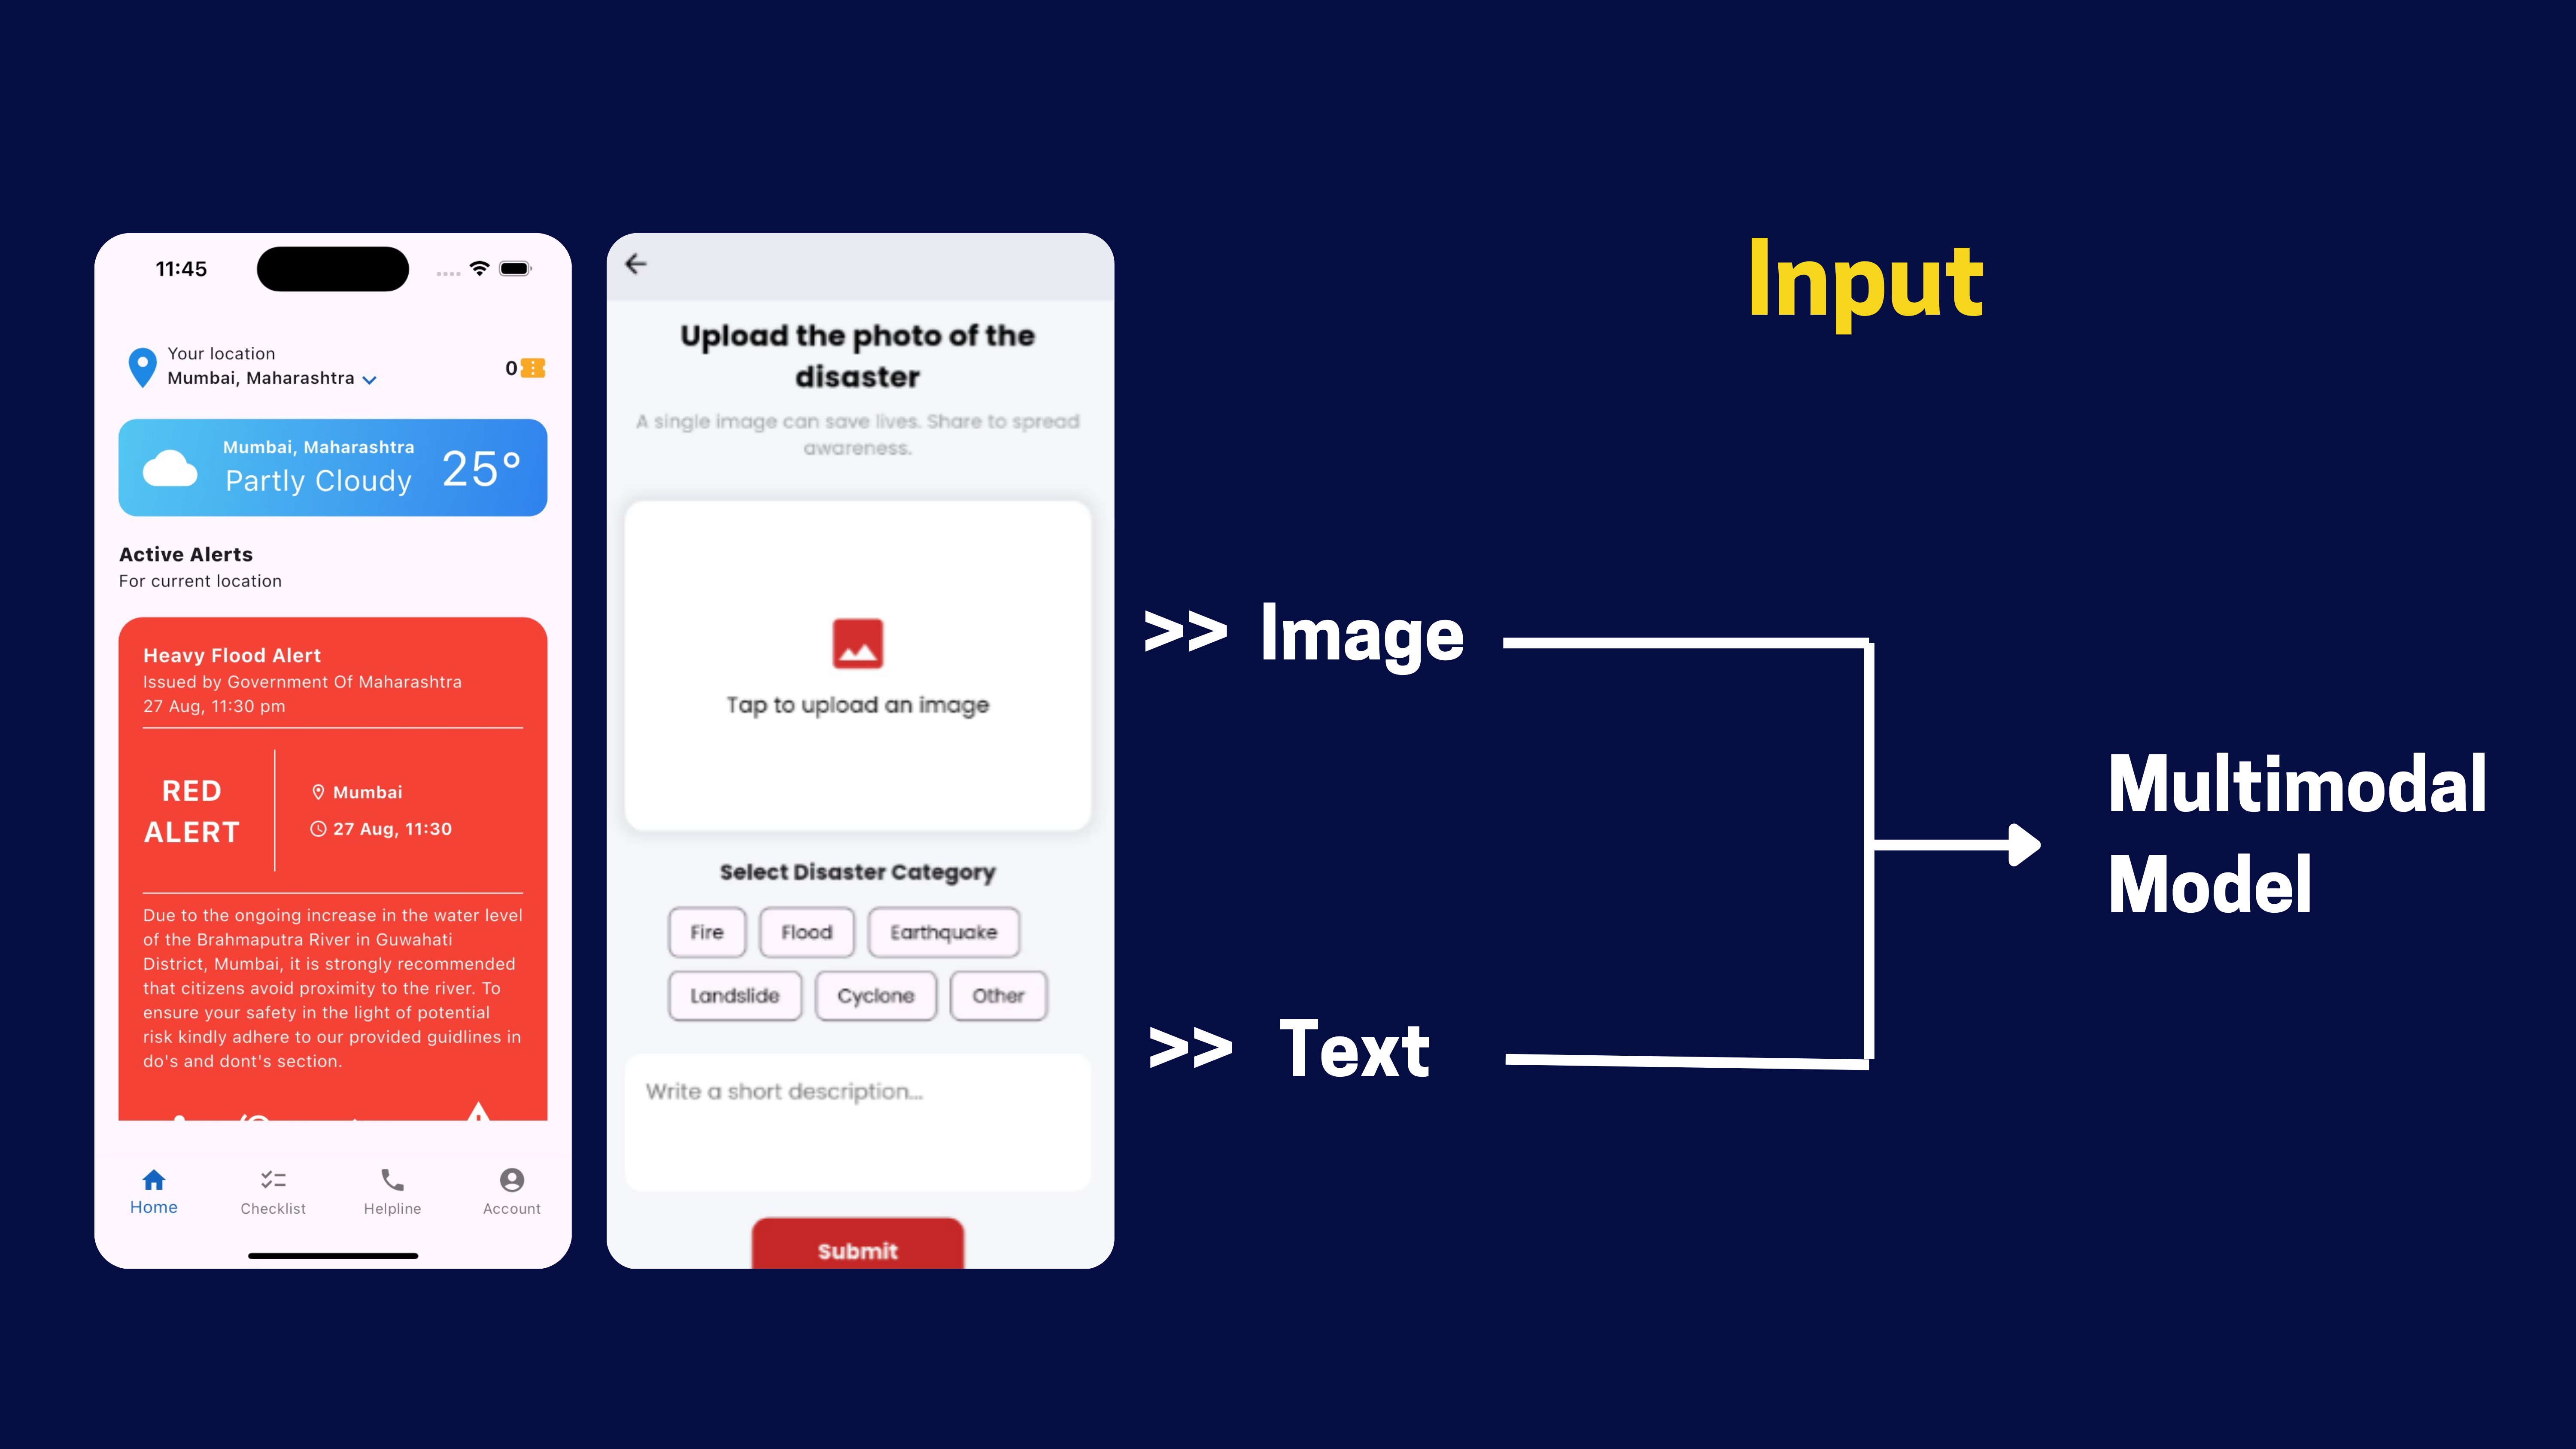 11:45
Your location
Mumbai, Maharashtra
0
Mumbai, Maharashtra
Partly Cloudy
25°
Active Alerts
For current location
Heavy Flood Alert
Issued by Government Of Maharashtra
27 Aug, 11:30 pm
RED
ALERT
Mumbai
27 Aug, 11:30
Due to the ongoing increase in the water level
of the Brahmaputra River in Guwahati
District, Mumbai, it is strongly recommended
that citizens avoid proximity to the river. To
ensure your safety in the light of potential
risk kindly adhere to our provided guidlines in
do's and dont's section.
Home
Checklist
Helpline
Account
Upload the photo of the
disaster
A single image can save lives. Share to spread
awareness.
Tap to upload an image
Select Disaster Category
Fire
Flood
Earthquake
Landslide
Cyclone
Other
Write a short description...
Submit
Input
>> Image
>> Text
Multimodal
Model